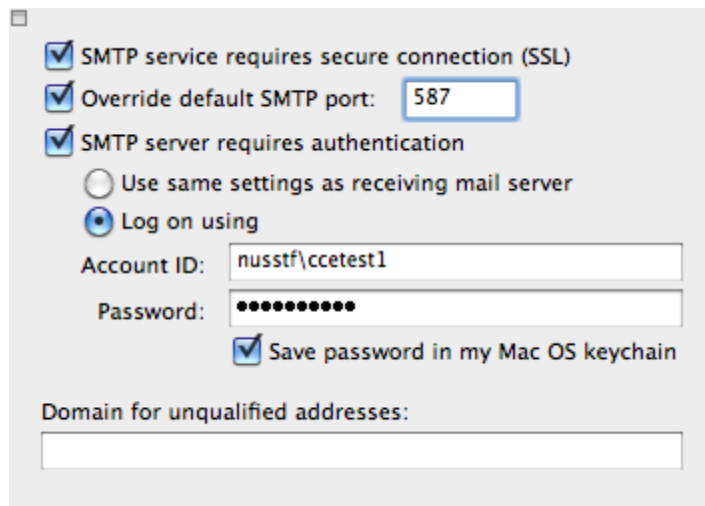 SMTP service requires secure connection (SSL)
Override default SMTP port: 587
SMTP server requires authentication
Use same settings as receiving mail server
Log on using
Account ID: nusstf\ccetest1
Password: ••••••••••
Save password in my Mac OS keychain
Domain for unqualified addresses: